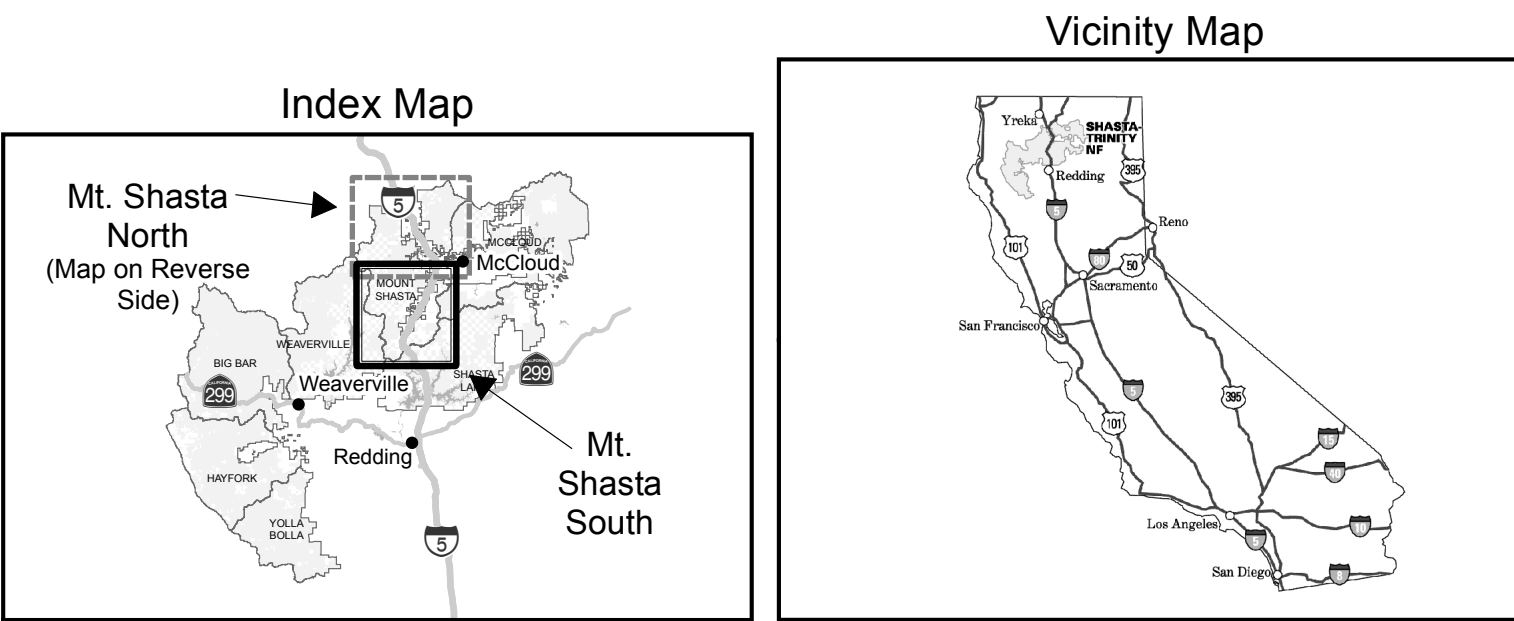 Index Map
Mt. Shasta
North
(Map on Reverse
Side)
5
MCCLOUD
McCloud
MOUNT
SHASTA
WEAVERVILLE
BIG BAR
CALIFORNIA
299
Weaverville
SHASTA
CALIFORNIA
299
Redding
HAYFORK
YOLLA
BOLLA
5
Mt.
Shasta
South
Vicinity Map
Yreka
SHASTA-
TRINITY
NF
395
Redding
5
Reno
101
80
50
Sacramento
San Francisco
5
395
101
15
40
Los Angeles
10
5
San Diego
8